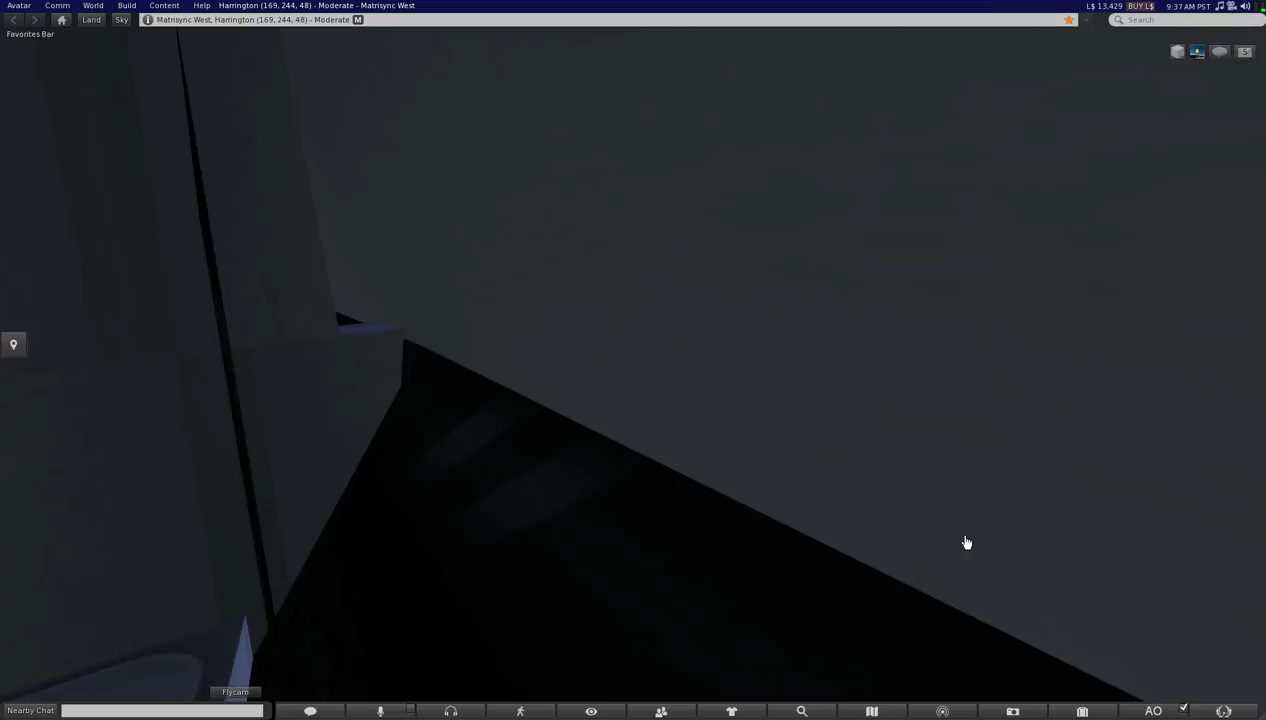 Avatar Comm World Build Content Help Harrington (169, 244, 48) - Moderate - Matrisync West L$ 13,429 BUY L$ 9:37 AM PST
Land Sky Matrisync West, Harrington (169, 244, 48) - Moderate M Search
Favorites Bar
Flycam
Nearby Chat AO